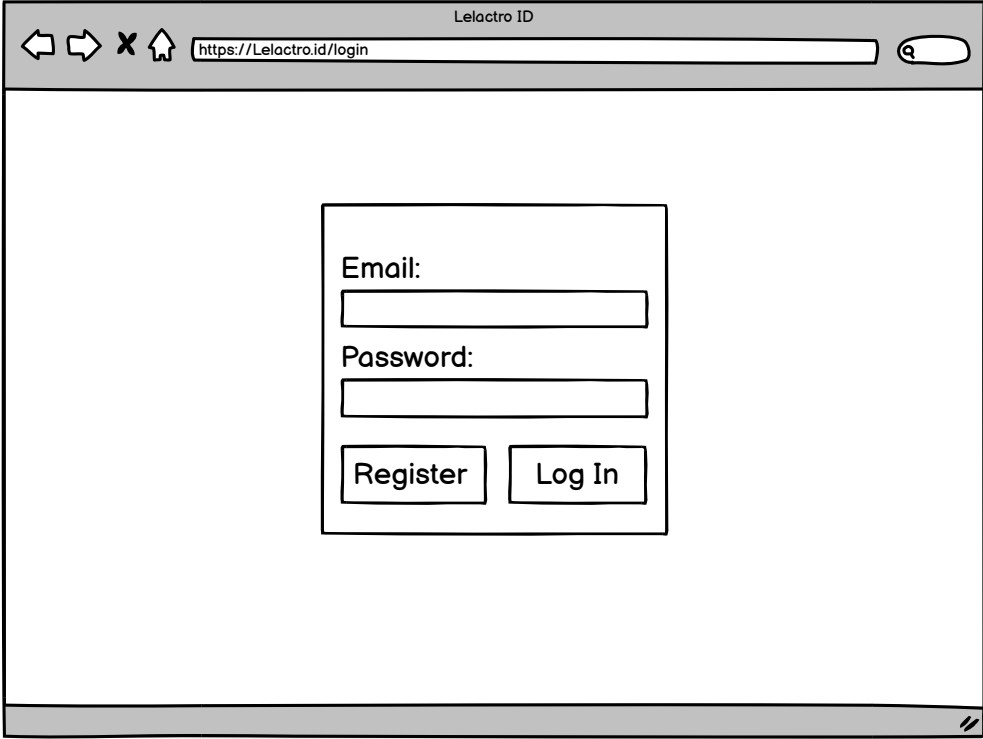 Lelactro ID
https://Lelactro.id/login
Email:
Password:
Register
Log In